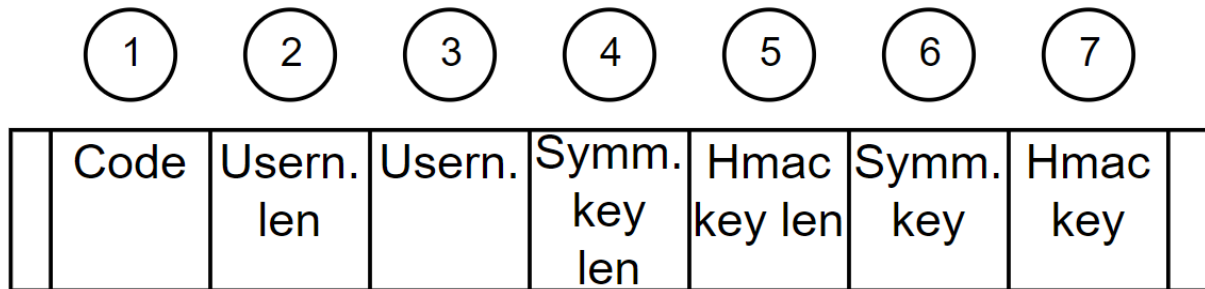 1 2 3 4 5 6 7
Code Usern. Usern. Symm. Hmac Symm. Hmac
len key key len key key
len